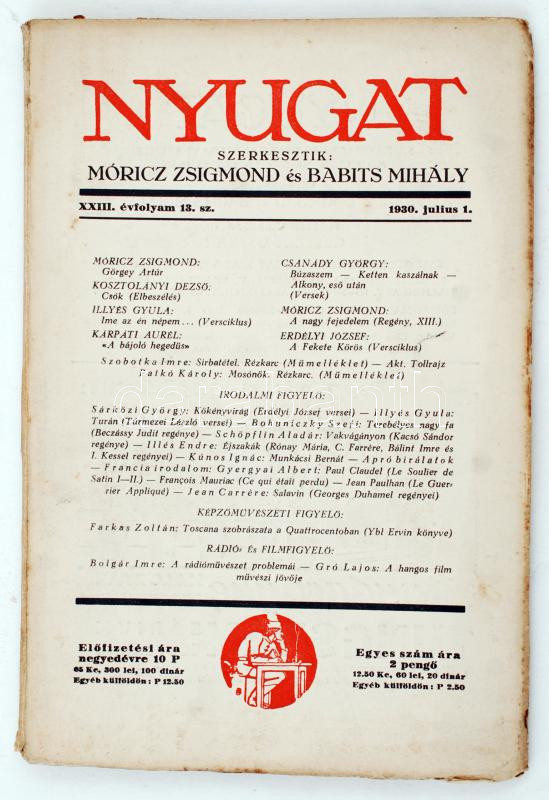 NYUGAT
SZERKESZTIK:
MÓRICZ ZSIGMOND és BABITS MIHÁLY
XXIII. évfolyam 13. sz.
1930. julius 1.
MÓRICZ ZSIGMOND:
Görgey Artúr
KOSZTOLÁNYI DEZSŐ:
Csók (Elbeszélés)
ILLYÉS GYULA:
Ime az én népem... (Versciklus)
KÁRPÁTI AURÉL:
«A bájoló hegedüs»
CSANÁDY GYÖRGY:
Búzaszem — Ketten kaszálnak —
Alkony, eső után
(Versek)
MÓRICZ ZSIGMOND:
A nagy fejedelem (Regény, XIII.)
ERDÉLYI JÓZSEF:
A Fekete Körös (Versciklus)
Szobotka Imre: Sirbatétel. Rézkarc (Mümelléklet) — Akt. Tollrajz
Patkó Károly: Mosónők. Rézkarc. (Mümelléklet)
IRODALMI FIGYELŐ:
Sárközi György: Kökényvirág (Erdélyi József versei) — Illyés Gyula:
Turán (Türmezei László versei) — Bohuniczky Szefi: Terebélyes nagy fa
(Beczássy Judit regénye) — Schöpflin Aladár: Vakvágányon (Kacsó Sándor
regénye) — Illés Endre: Éjszakák (Rónay Mária, C. Farrére, Bálint Imre és
I. Kessel regényei) — Kúnos Ignác: Munkácsi Bernát — Apróbirálatok
— Francia irodalom: Gyergyai Albert: Paul Claudel (Le Soulier de
Satin I—II.) — François Mauriac (Ce qui était perdu) — Jean Paulhan (Le Guer-
rier Appliqué) — Jean Carrère: Salavin (Georges Duhamel regényei)
KÉPZŐMŰVÉSZETI FIGYELŐ:
Farkas Zoltán: Toscana szobrászata a Quattrocentoban (Ybl Ervin könyve)
RÁDIÓ- ÉS FILMFIGYELŐ:
Bolgár Imre: A rádióművészet problémái — Gró Lajos: A hangos film
művészi jövője
Előfizetési ára
negyedévre 10 P
65 Kc, 300 lei, 100 dinár
Egyéb külföldön: P 12.50
Egyes szám ára
2 pengő
12.50 Kc, 60 lei, 20 dinár
Egyéb külföldön: P 2.50